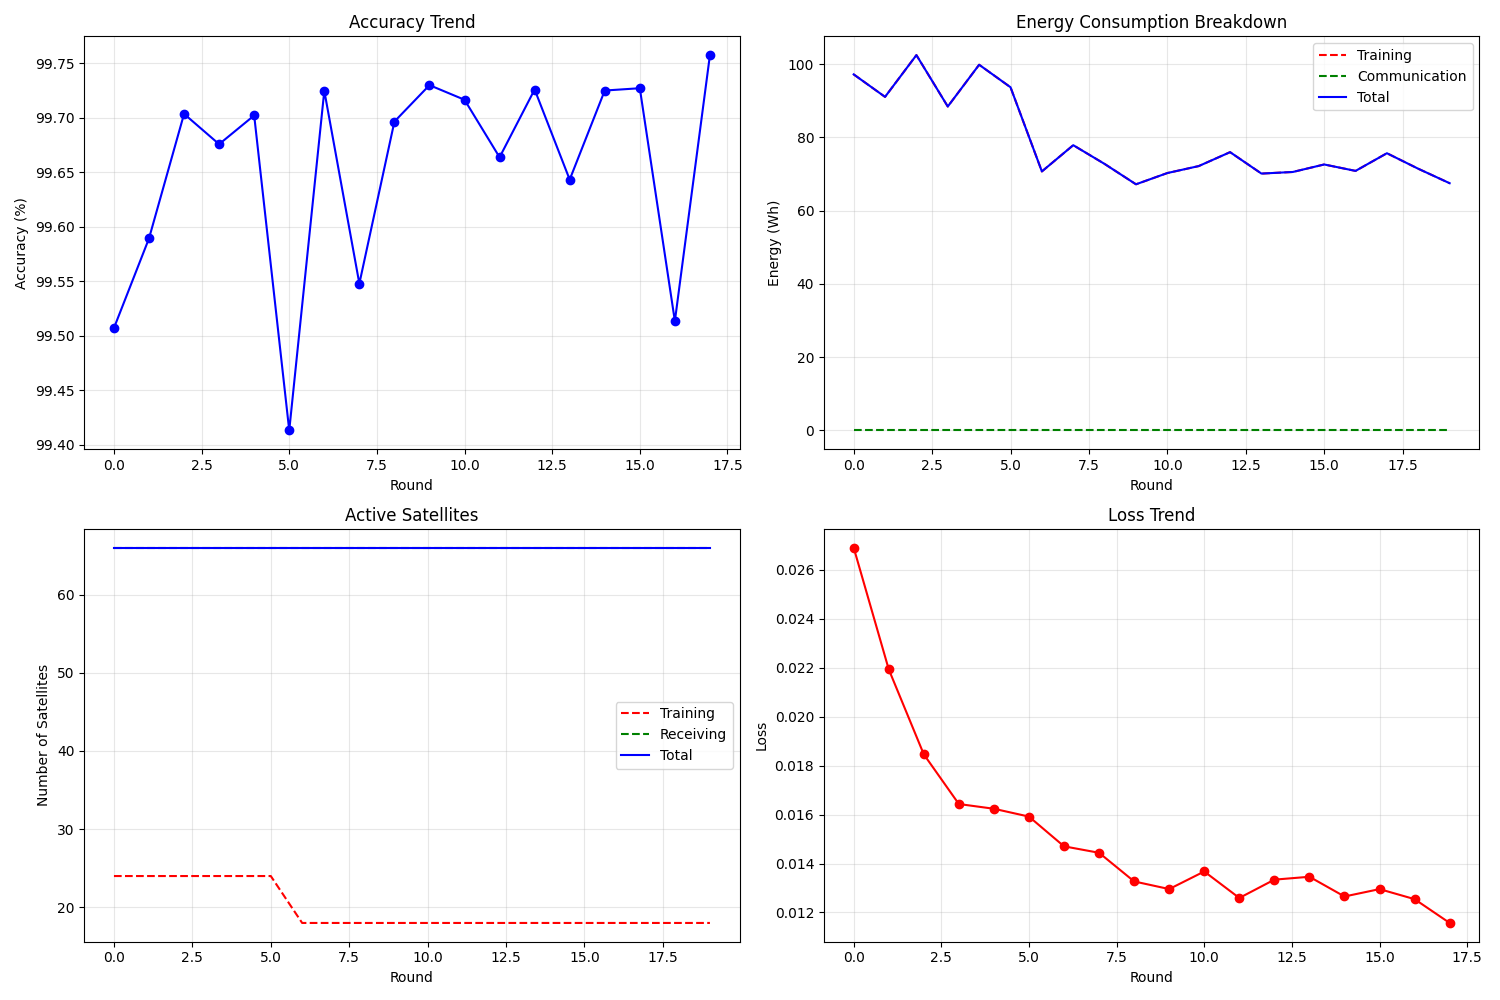 Accuracy Trend
Accuracy (%)
99.75
99.70
99.65
99.60
99.55
99.50
99.45
99.40
0.0 2.5 5.0 7.5 10.0 12.5 15.0 17.5
Round
Energy Consumption Breakdown
Energy (Wh)
100
80
60
40
20
0
Training
Communication
Total
0.0 2.5 5.0 7.5 10.0 12.5 15.0 17.5
Round
Active Satellites
Number of Satellites
60
50
40
30
20
Training
Receiving
Total
0.0 2.5 5.0 7.5 10.0 12.5 15.0 17.5
Round
Loss Trend
Loss
0.026
0.024
0.022
0.020
0.018
0.016
0.014
0.012
0.0 2.5 5.0 7.5 10.0 12.5 15.0 17.5
Round